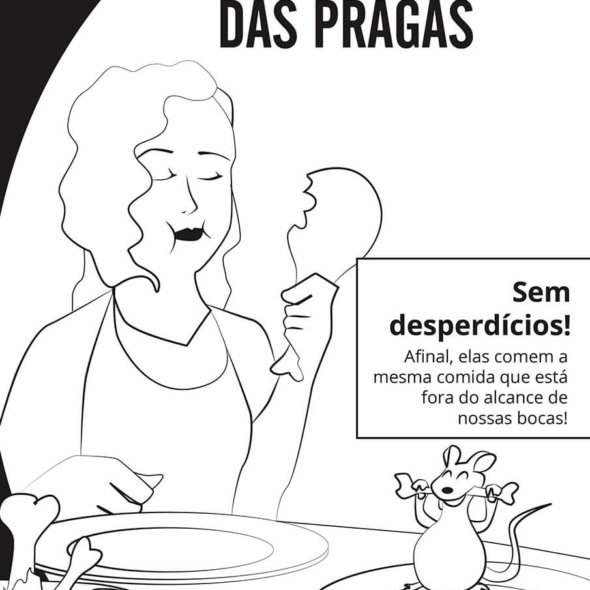 DAS PRAGAS
Sem
desperdícios!
Afinal, elas comem a
mesma comida que está
fora do alcance de
nossas bocas!